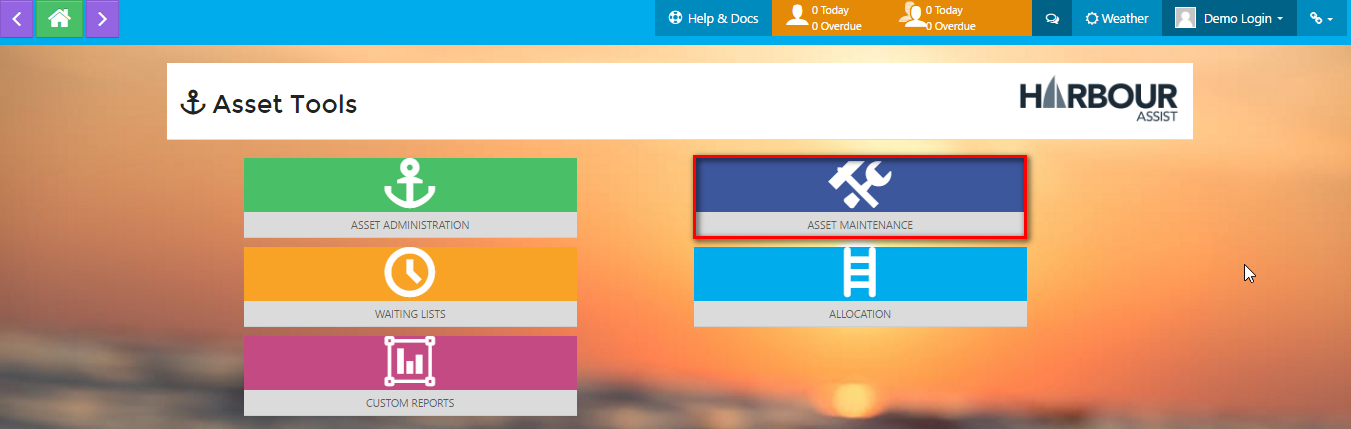 Help & Docs
0 Today
0 Overdue
0 Today
0 Overdue
Weather
Demo Login
Asset Tools
HARBOUR
ASSIST
ASSET ADMINISTRATION
ASSET MAINTENANCE
WAITING LISTS
ALLOCATION
CUSTOM REPORTS